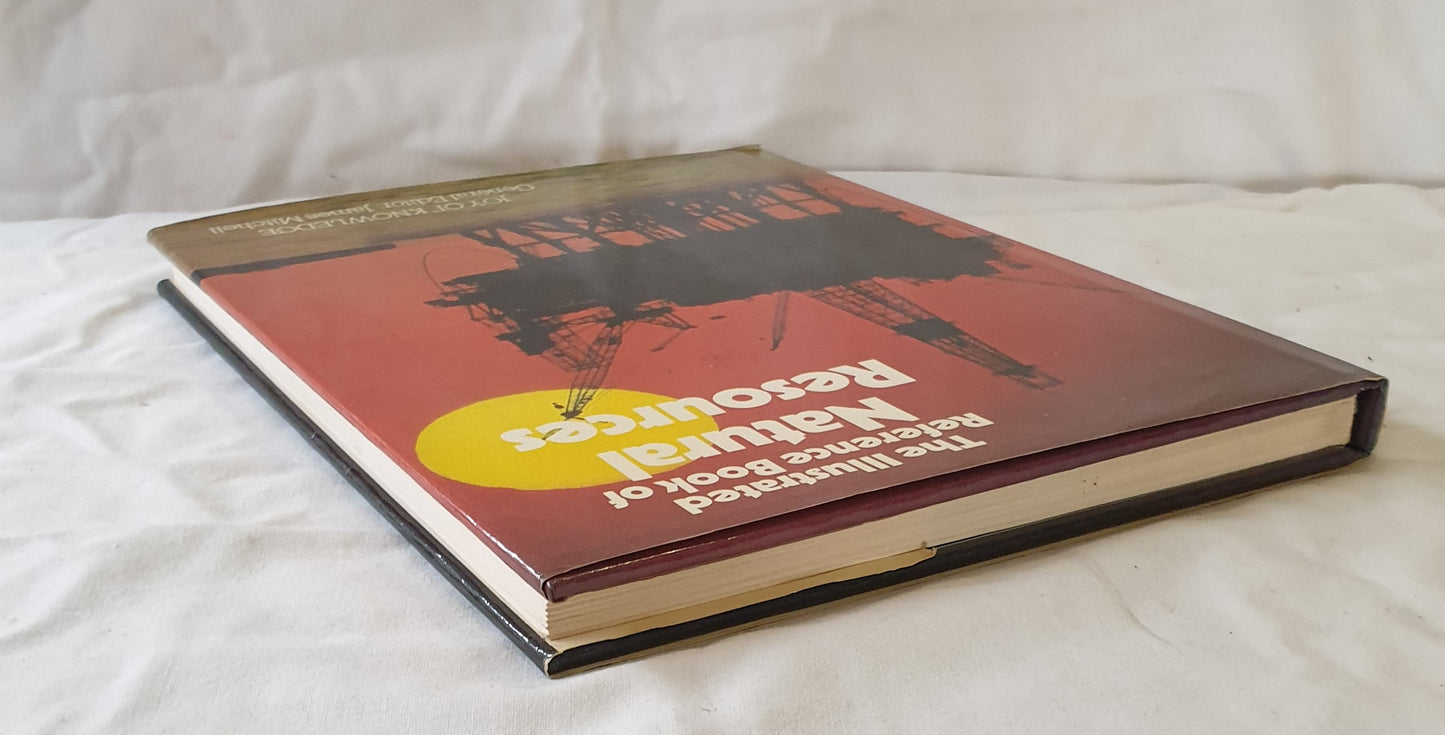 The Illustrated
Reference Book of
Natural
Resources
JOY OF KNOWLEDGE
General Editor James Mitchell